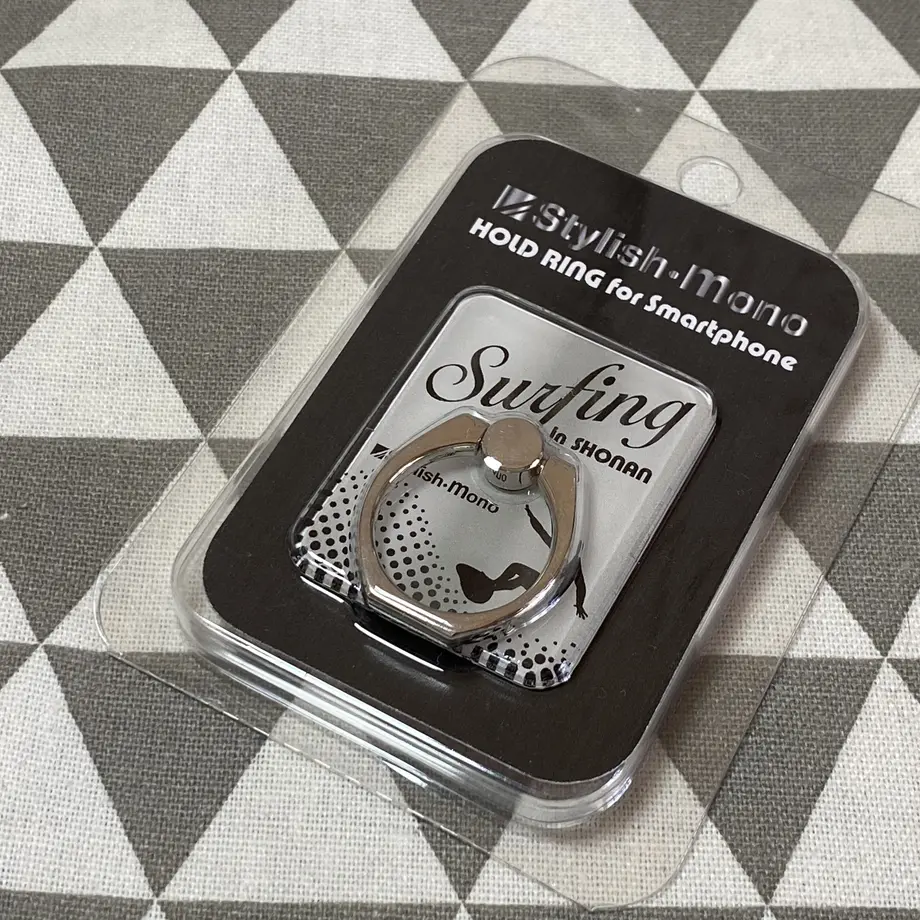 Stylish·Mono
HOLD RING for Smartphone
Surfing
in SHONAN
lish·Mono